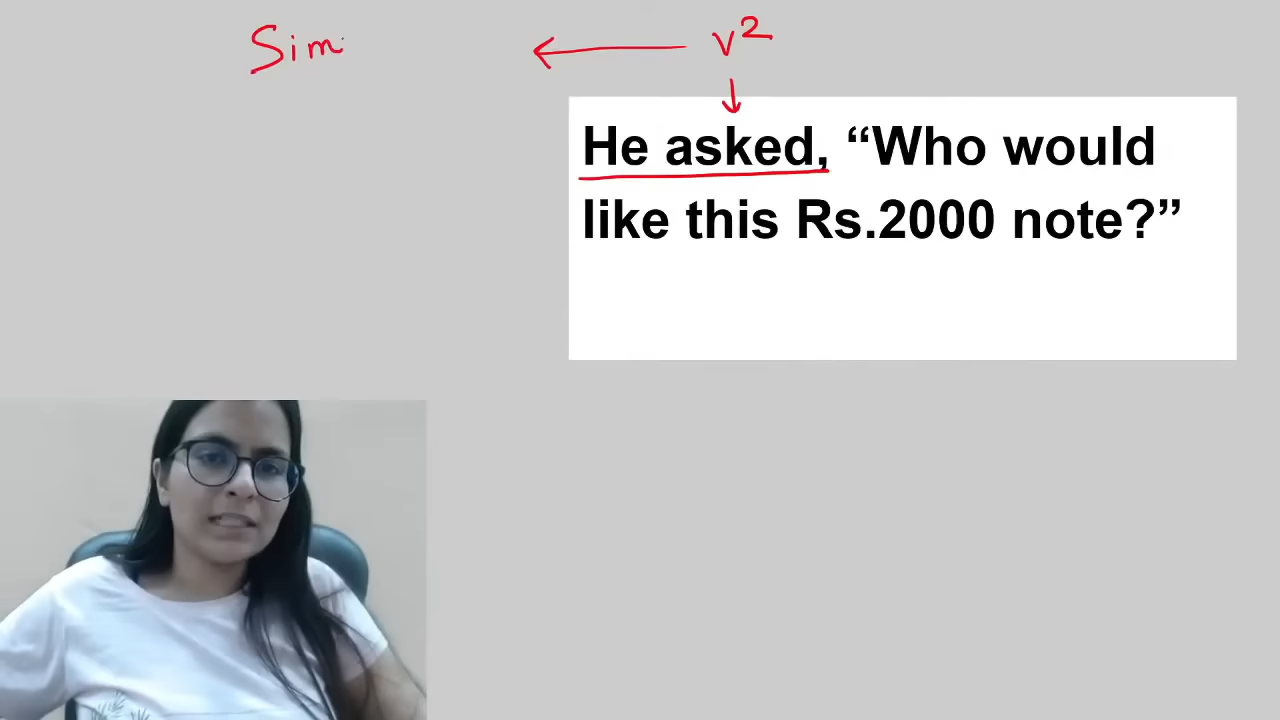 Sim ← v²
↓
He asked, “Who would
like this Rs.2000 note?”